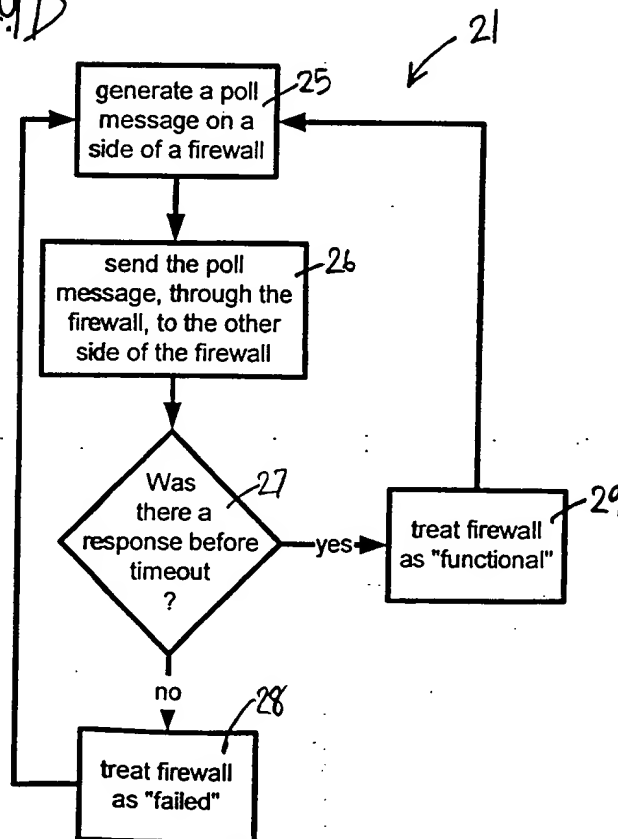 21
25
generate a poll
message on a
side of a firewall
26
send the poll
message, through the
firewall, to the other
side of the firewall
27
Was
there a
response before
timeout
?
yes
29
treat firewall
as "functional"
no
28
treat firewall
as "failed"